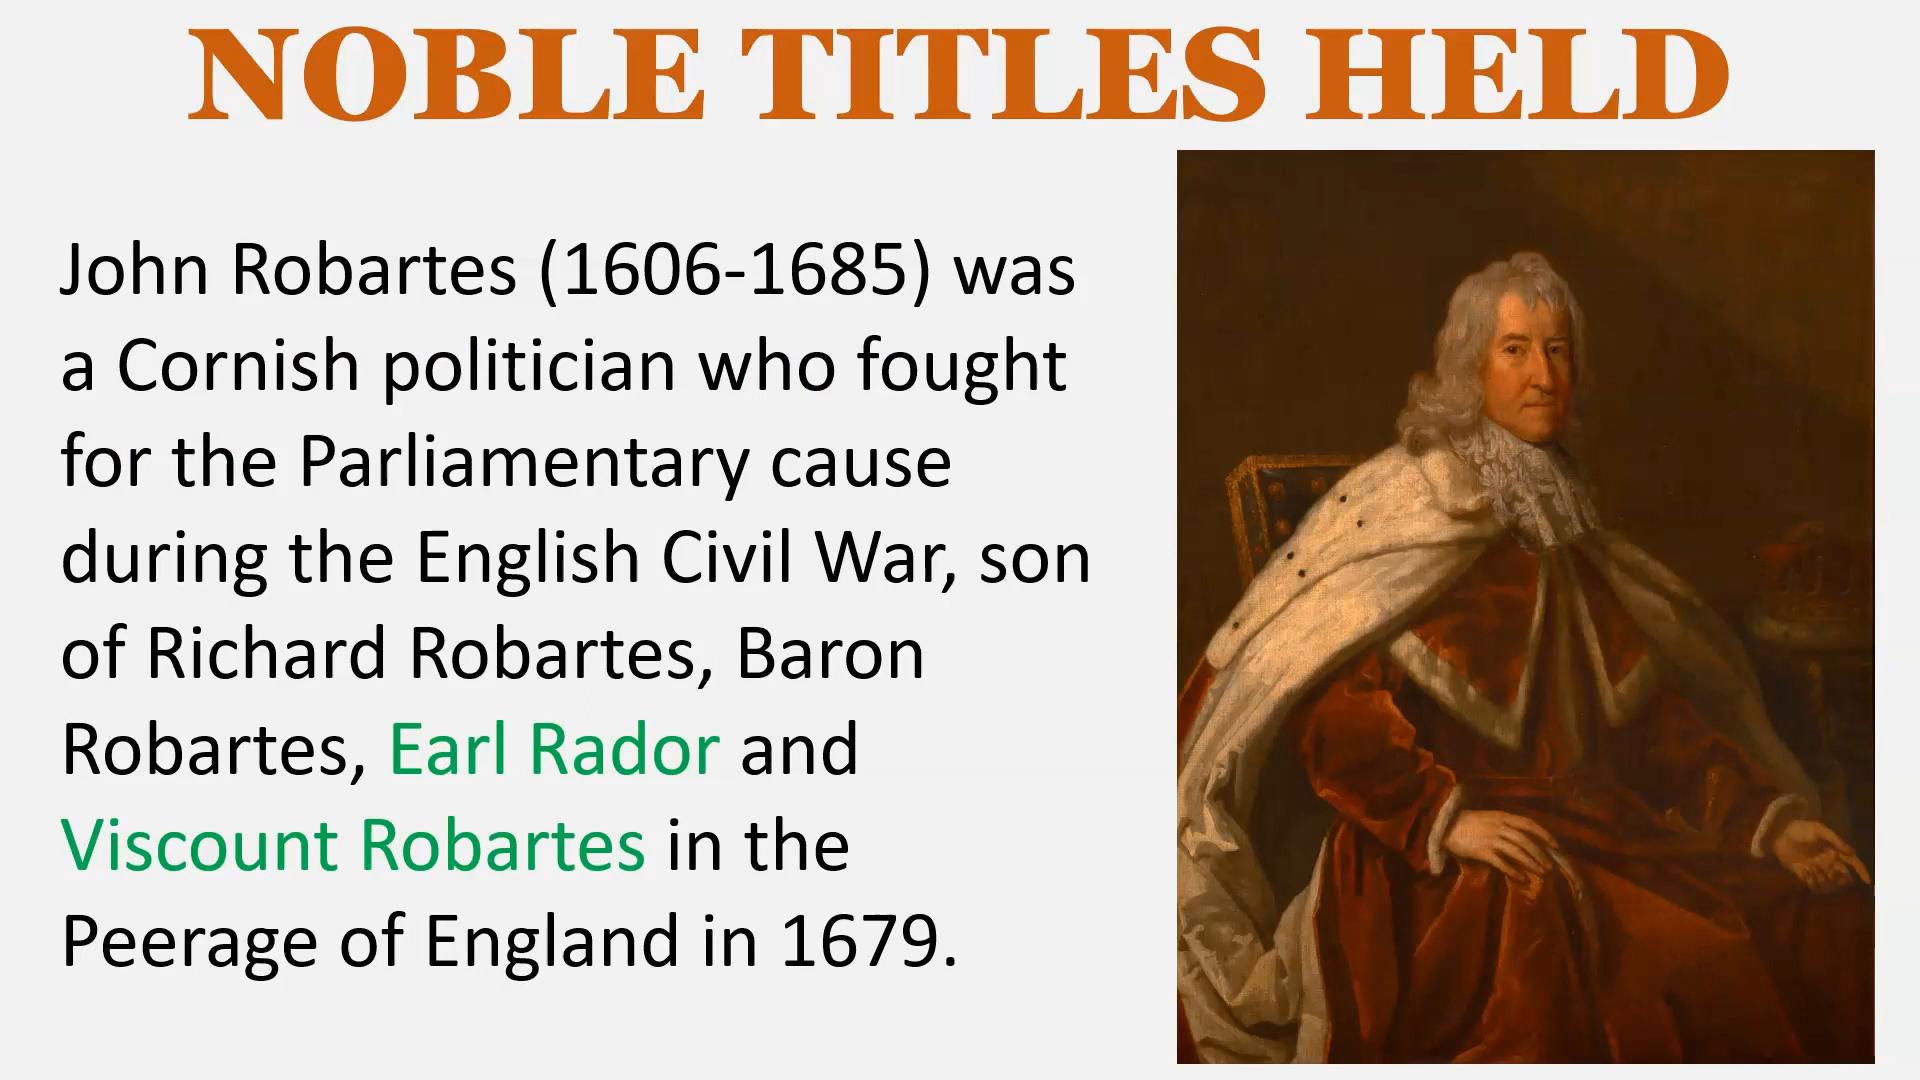 NOBLE TITLES HELD
John Robartes (1606-1685) was
a Cornish politician who fought
for the Parliamentary cause
during the English Civil War, son
of Richard Robartes, Baron
Robartes, Earl Rador and
Viscount Robartes in the
Peerage of England in 1679.